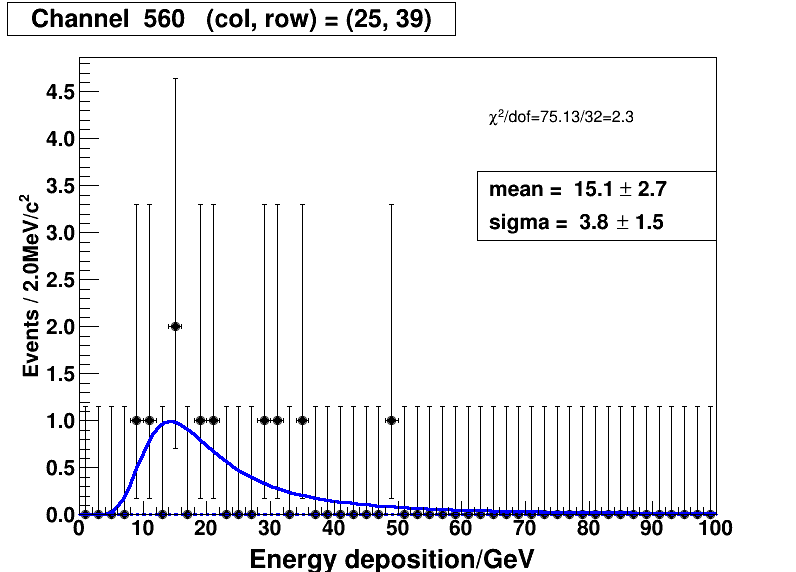 Channel  560   (col, row) = (25, 39)
χ²/dof=75.13/32=2.3
mean =  15.1 ± 2.7
sigma =  3.8 ± 1.5
Events / 2.0MeV/c²
4.5
4.0
3.5
3.0
2.5
2.0
1.5
1.0
0.5
0.0
0 10 20 30 40 50 60 70 80 90 100
Energy deposition/GeV